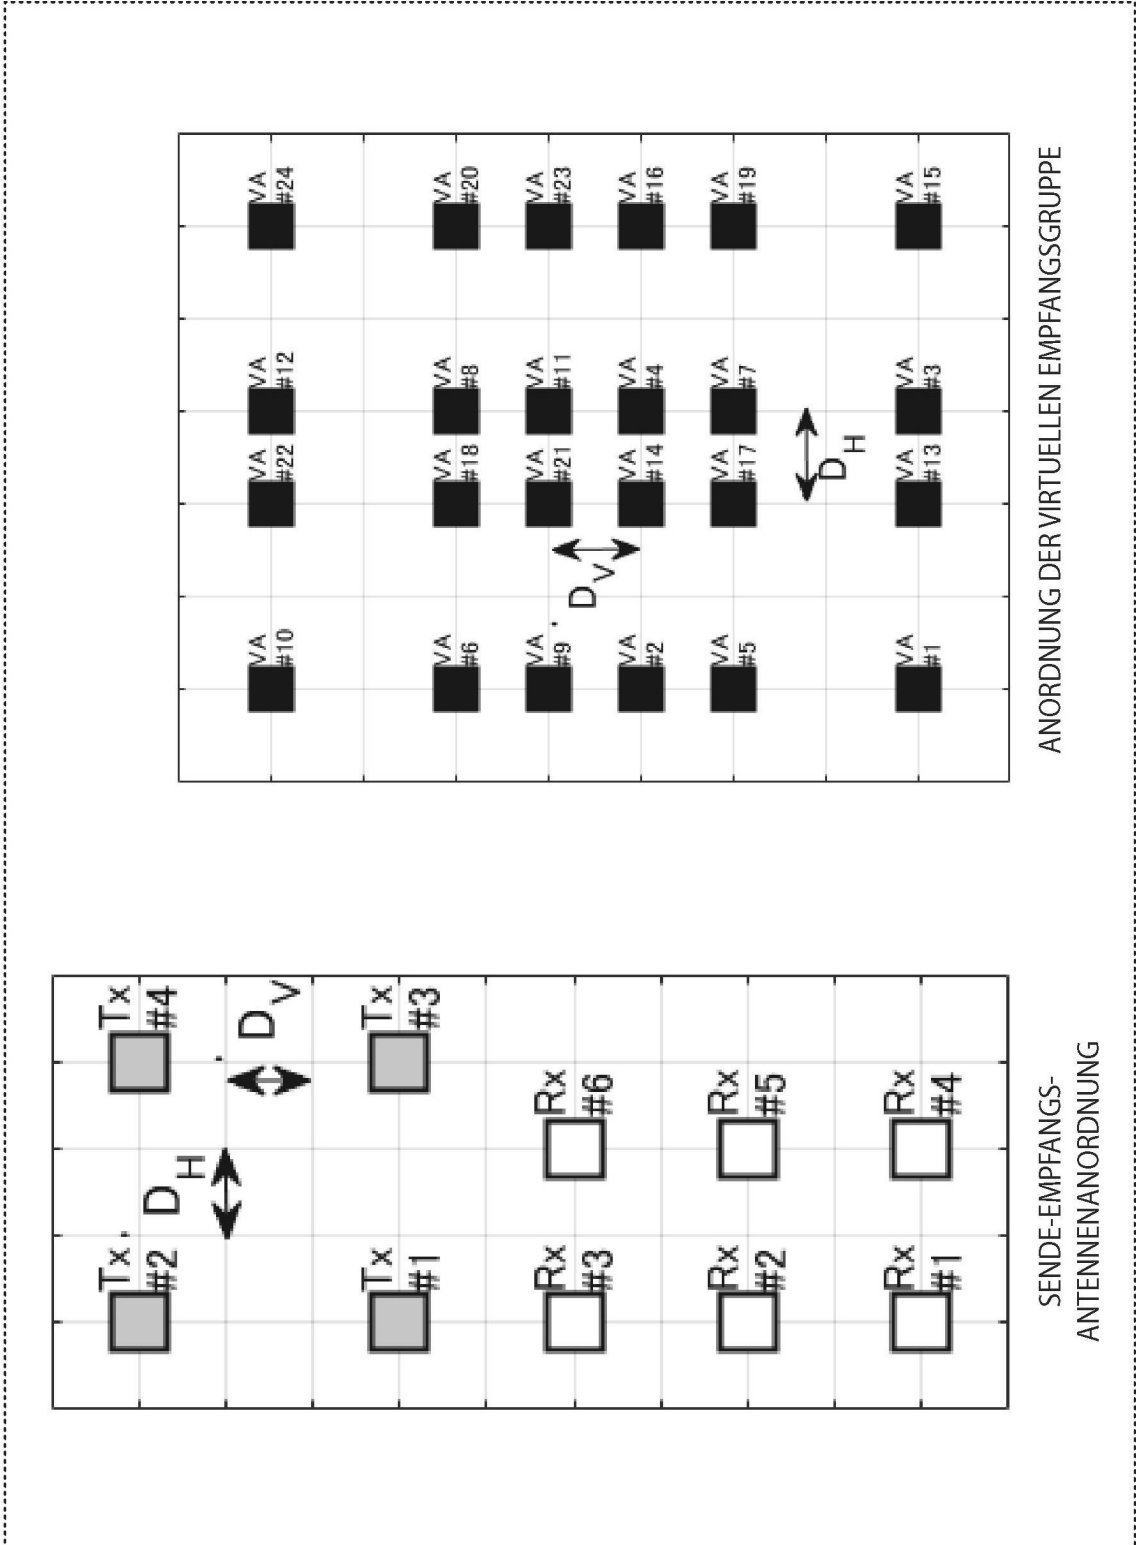 Tx
#2
D_H
Tx
#4
D_V
Tx
#1
Tx
#3
Rx
#3
Rx
#6
Rx
#2
Rx
#5
Rx
#1
Rx
#4
SENDE-EMPFANGS-
ANTENNENANORDNUNG
VA
#10
VA
#22
VA
#12
VA
#24
VA
#6
VA
#18
VA
#8
VA
#20
VA
#9
VA
#21
VA
#11
VA
#23
D_V
VA
#2
VA
#14
VA
#4
VA
#16
VA
#5
VA
#17
VA
#7
VA
#19
D_H
VA
#1
VA
#13
VA
#3
VA
#15
ANORDNUNG DER VIRTUELLEN EMPFANGSGRUPPE